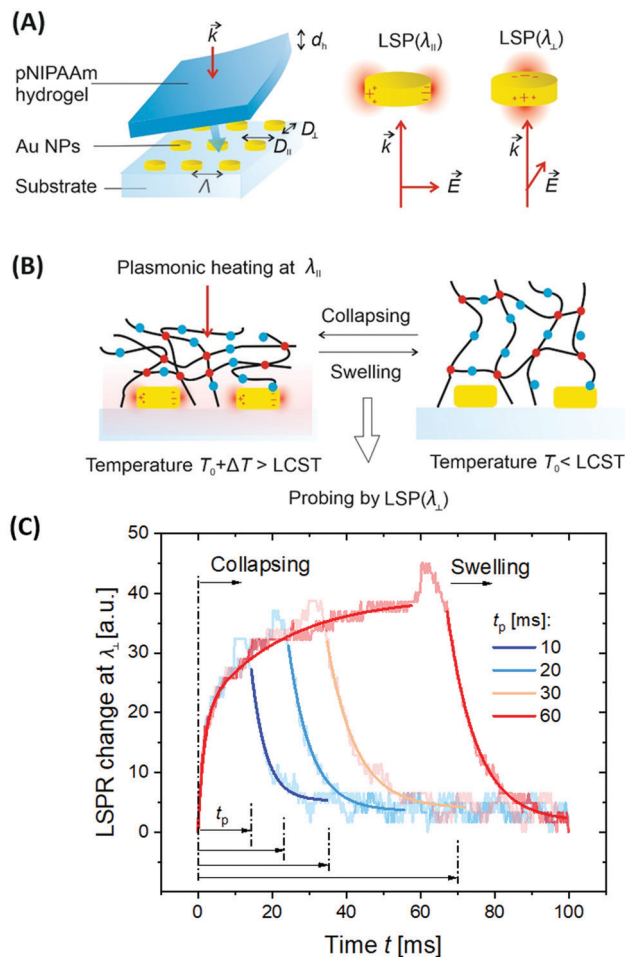 (A)
k
d_h
LSP(λ_∥)
LSP(λ_⊥)
pNIPAAm
hydrogel
+ + +
− − −
− − −
+ + +
Au NPs
D_⊥
D_∥
k
k
Substrate
Λ
E
E
(B)
Plasmonic heating at λ_∥
Collapsing
Swelling
Temperature T_0+ΔT > LCST
Temperature T_0 < LCST
Probing by LSP(λ_⊥)
(C)
LSPR change at λ_⊥ [a.u.]
50
40
30
20
10
0
Collapsing
Swelling
t_p [ms]:
10
20
30
60
t_p
0 20 40 60 80 100
Time t [ms]